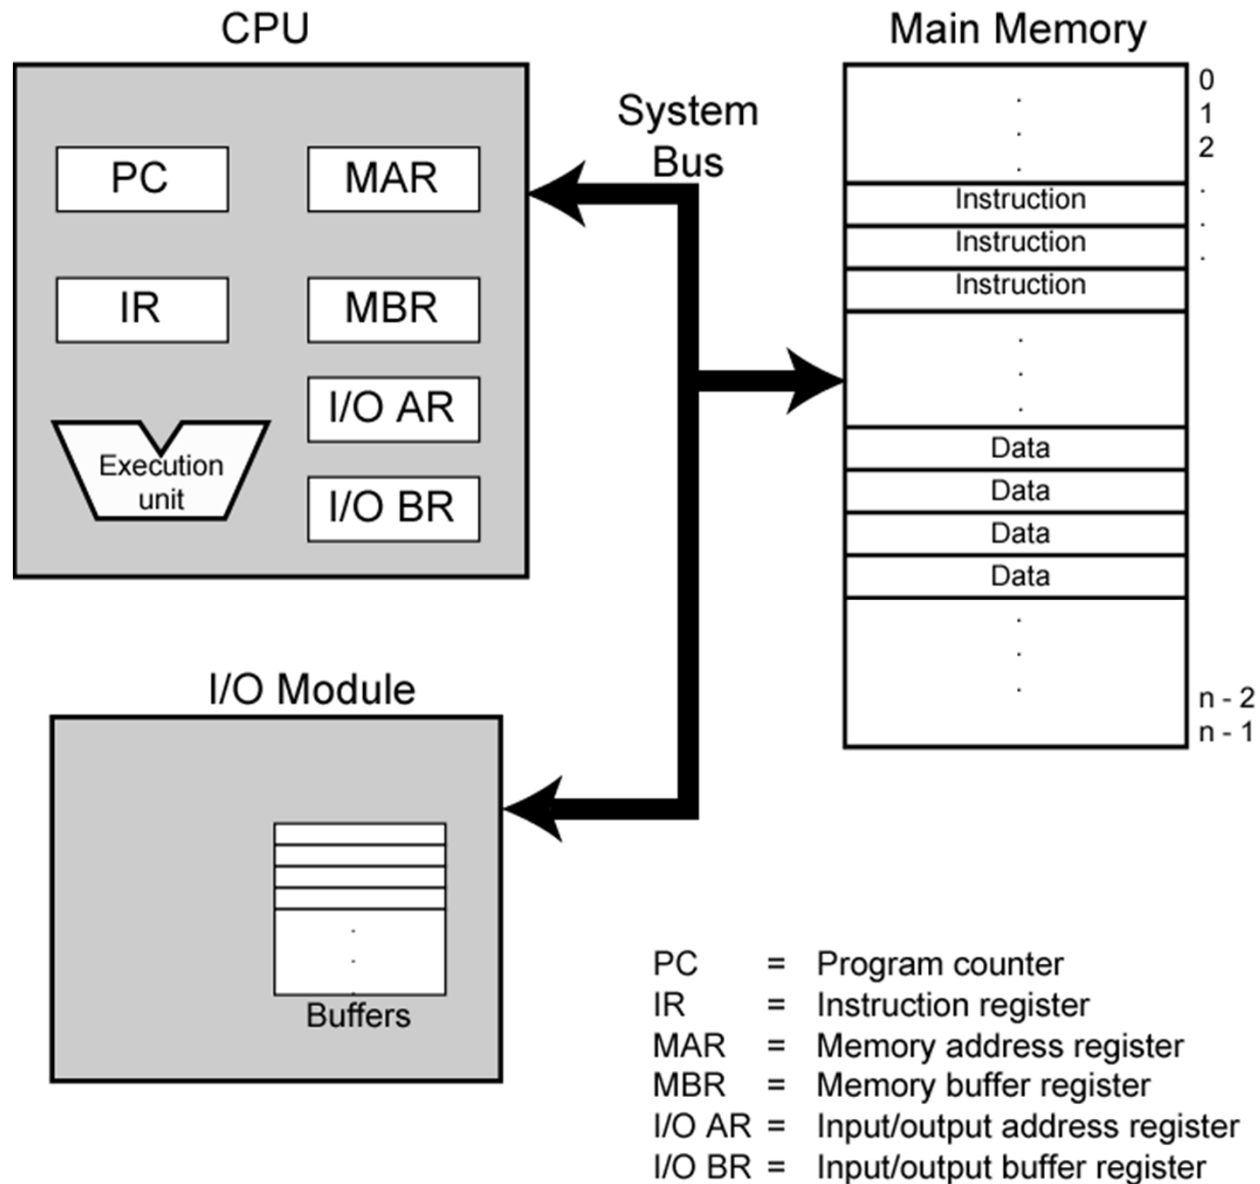 CPU
PC
MAR
IR
MBR
I/O AR
I/O BR
Execution
unit
System
Bus
Main Memory
0
1
2
.
.
.
.
.
.
Instruction
Instruction
Instruction
.
.
.
Data
Data
Data
Data
.
.
.
n - 2
n - 1
I/O Module
.
.
.
Buffers
PC = Program counter
IR = Instruction register
MAR = Memory address register
MBR = Memory buffer register
I/O AR = Input/output address register
I/O BR = Input/output buffer register